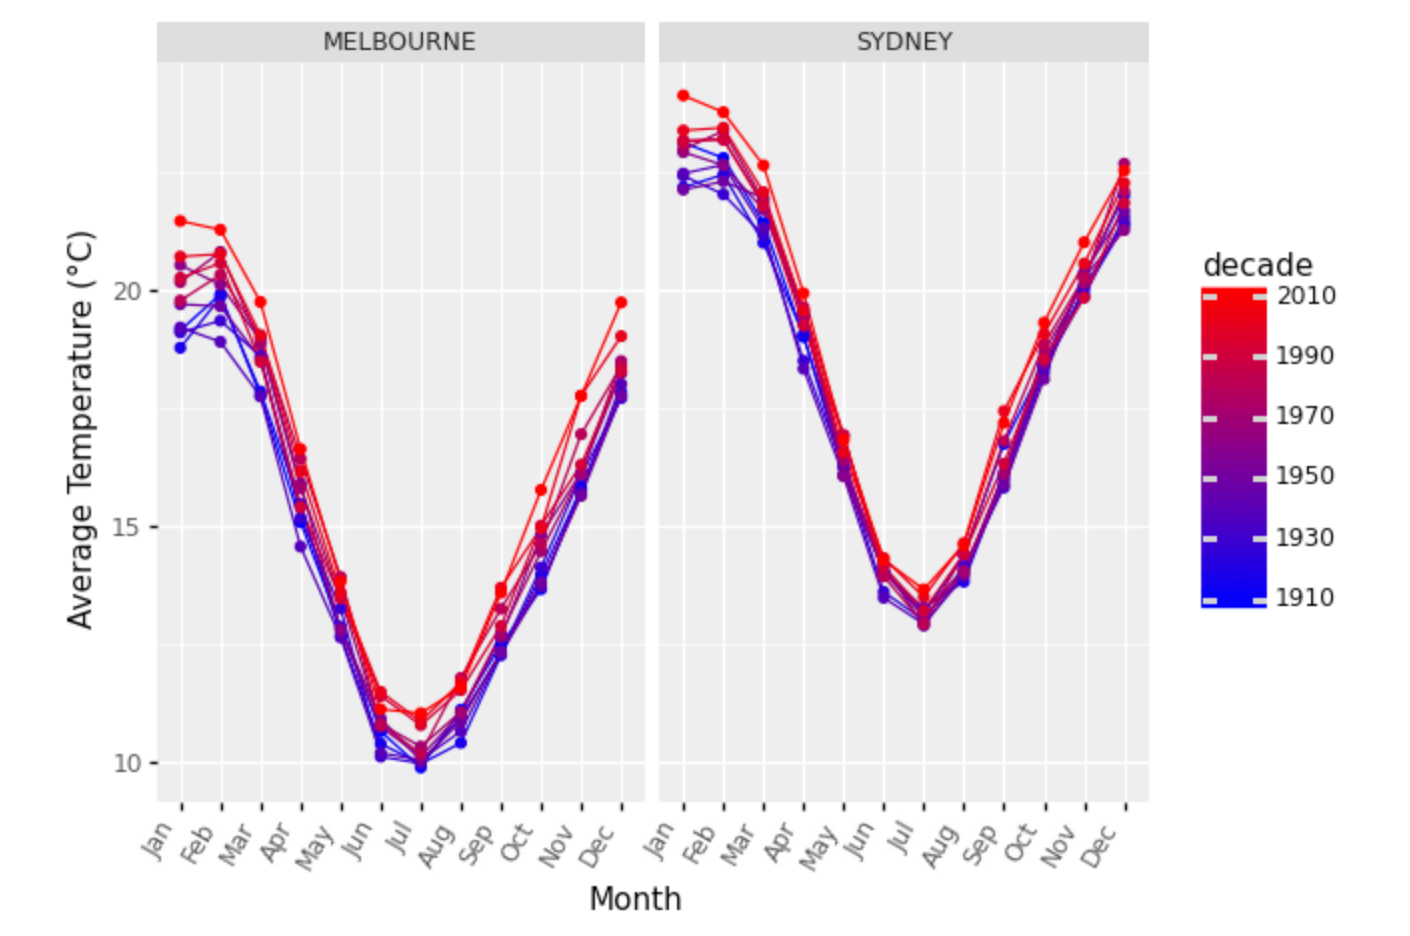 MELBOURNE SYDNEY
Average Temperature (°C)
20
15
10
Jan Feb Mar Apr May Jun Jul Aug Sep Oct Nov Dec
Jan Feb Mar Apr May Jun Jul Aug Sep Oct Nov Dec
Month
decade
2010
1990
1970
1950
1930
1910